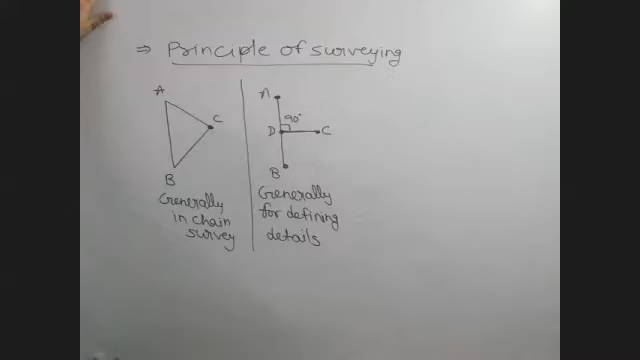 ⇒ Principle of surveying
A
C
B
Generally
in chain
survey
A
90°
D
C
B
Generally
for defining
details